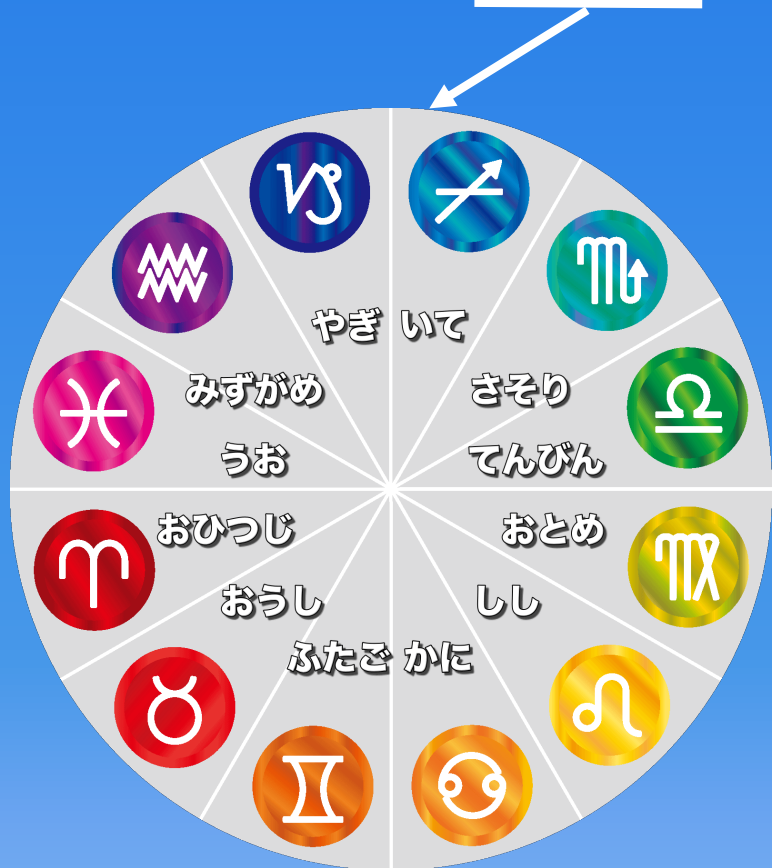 やぎ いて
みずがめ
さそり
うお
てんびん
おひつじ
おとめ
おうし
しし
ふたご かに